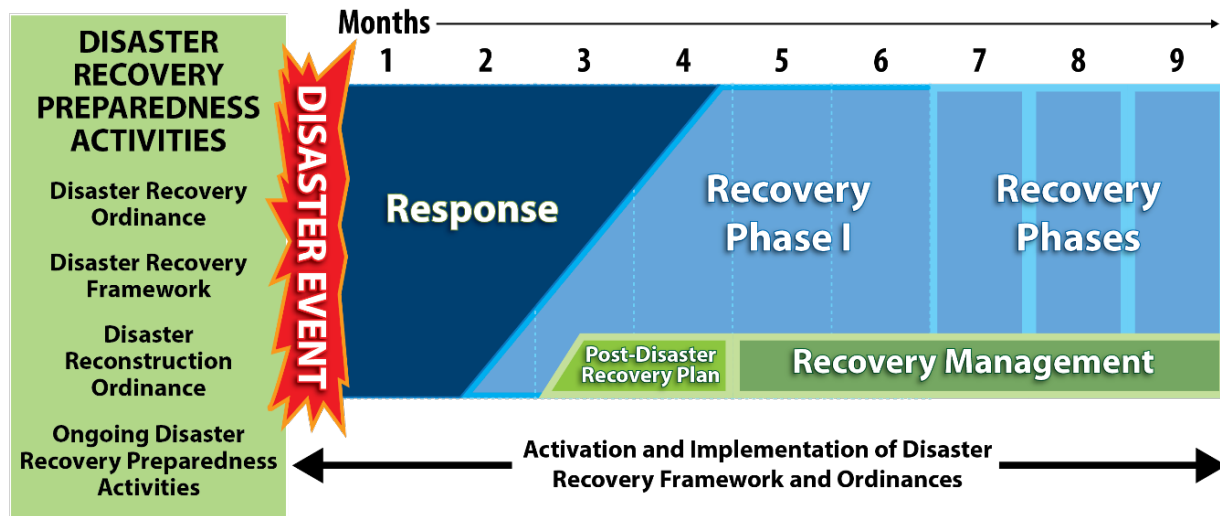 DISASTER
RECOVERY
PREPAREDNESS
ACTIVITIES
Disaster Recovery
Ordinance
Disaster Recovery
Framework
Disaster
Reconstruction
Ordinance
Ongoing Disaster
Recovery Preparedness
Activities
DISASTER EVENT
Months
1 2 3 4 5 6 7 8 9
Response
Recovery
Phase I
Recovery
Phases
Post-Disaster
Recovery Plan
Recovery Management
Activation and Implementation of Disaster
Recovery Framework and Ordinances